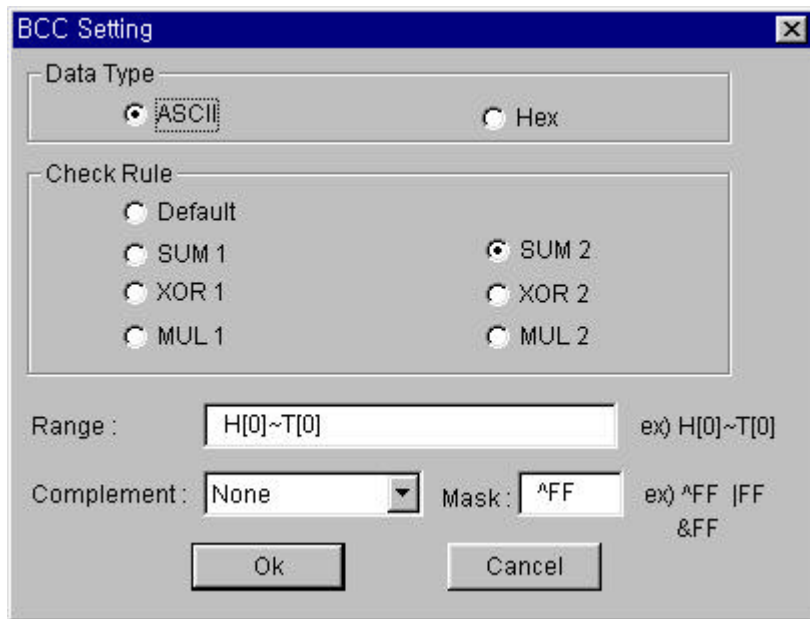 BCC Setting
Data Type
ASCII Hex
Check Rule
Default
SUM 1 SUM 2
XOR 1 XOR 2
MUL 1 MUL 2
Range : H[0]~T[0] ex) H[0]~T[0]
Complement : None Mask : ^FF ex) ^FF |FF
&FF
Ok Cancel